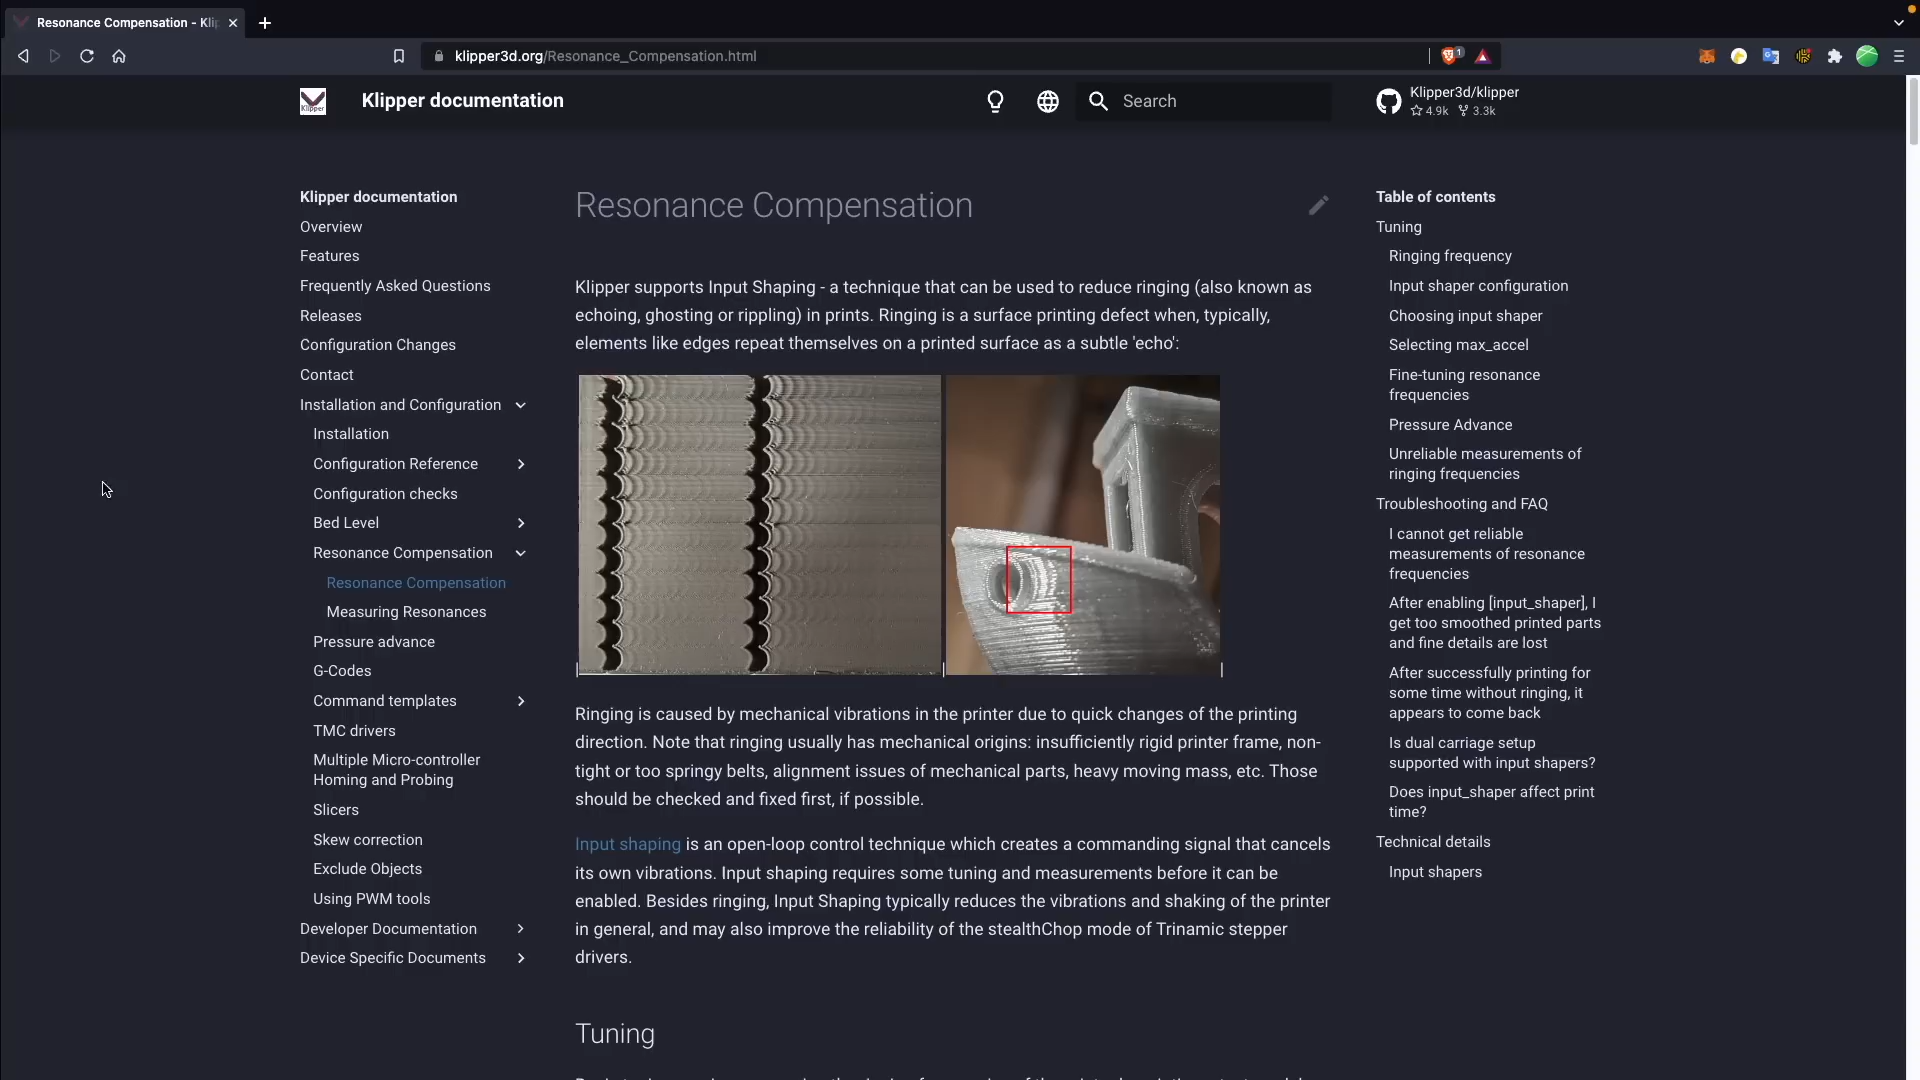 Resonance Compensation - Kli
klipper3d.org/Resonance_Compensation.html
1
Klipper
Klipper documentation
Search
Klipper3d/klipper
4.9k 3.3k
Klipper documentation
Overview
Features
Frequently Asked Questions
Releases
Configuration Changes
Contact
Installation and Configuration
Installation
Configuration Reference
Configuration checks
Bed Level
Resonance Compensation
Resonance Compensation
Measuring Resonances
Pressure advance
G-Codes
Command templates
TMC drivers
Multiple Micro-controller
Homing and Probing
Slicers
Skew correction
Exclude Objects
Using PWM tools
Developer Documentation
Device Specific Documents
Resonance Compensation
Klipper supports Input Shaping - a technique that can be used to reduce ringing (also known as
echoing, ghosting or rippling) in prints. Ringing is a surface printing defect when, typically,
elements like edges repeat themselves on a printed surface as a subtle 'echo':
Ringing is caused by mechanical vibrations in the printer due to quick changes of the printing
direction. Note that ringing usually has mechanical origins: insufficiently rigid printer frame, non-
tight or too springy belts, alignment issues of mechanical parts, heavy moving mass, etc. Those
should be checked and fixed first, if possible.
Input shaping is an open-loop control technique which creates a commanding signal that cancels
its own vibrations. Input shaping requires some tuning and measurements before it can be
enabled. Besides ringing, Input Shaping typically reduces the vibrations and shaking of the printer
in general, and may also improve the reliability of the stealthChop mode of Trinamic stepper
drivers.
Tuning
Table of contents
Tuning
Ringing frequency
Input shaper configuration
Choosing input shaper
Selecting max_accel
Fine-tuning resonance
frequencies
Pressure Advance
Unreliable measurements of
ringing frequencies
Troubleshooting and FAQ
I cannot get reliable
measurements of resonance
frequencies
After enabling [input_shaper], I
get too smoothed printed parts
and fine details are lost
After successfully printing for
some time without ringing, it
appears to come back
Is dual carriage setup
supported with input shapers?
Does input_shaper affect print
time?
Technical details
Input shapers